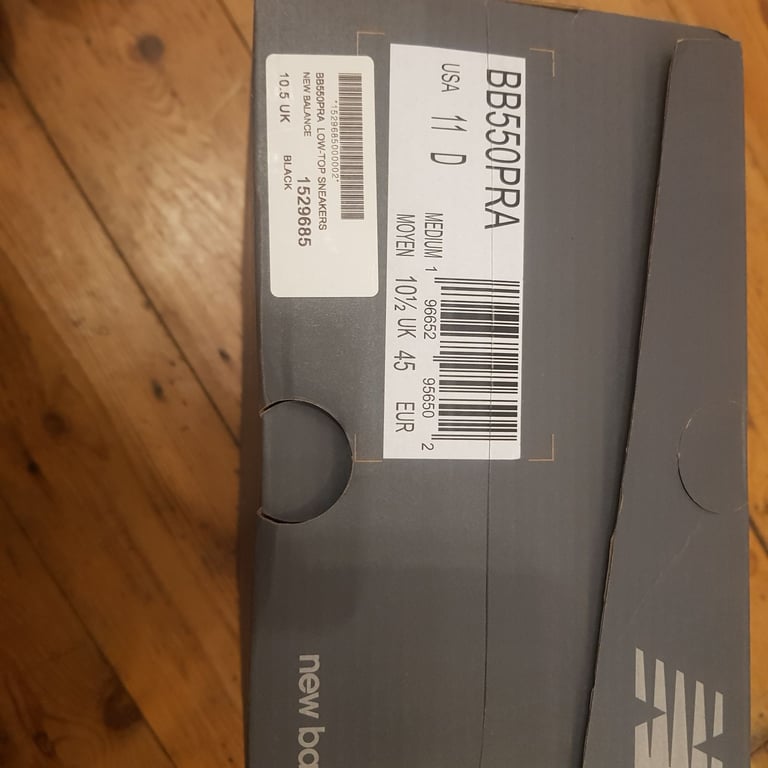 BB550PRA
USA 11 D
MEDIUM
MOYEN 10½ UK 45 EUR
1 96652 95650 2
*1529685000002*
BB550PRA LOW-TOP SNEAKERS
NEW BALANCE
1529685
10.5 UK BLACK
new ba